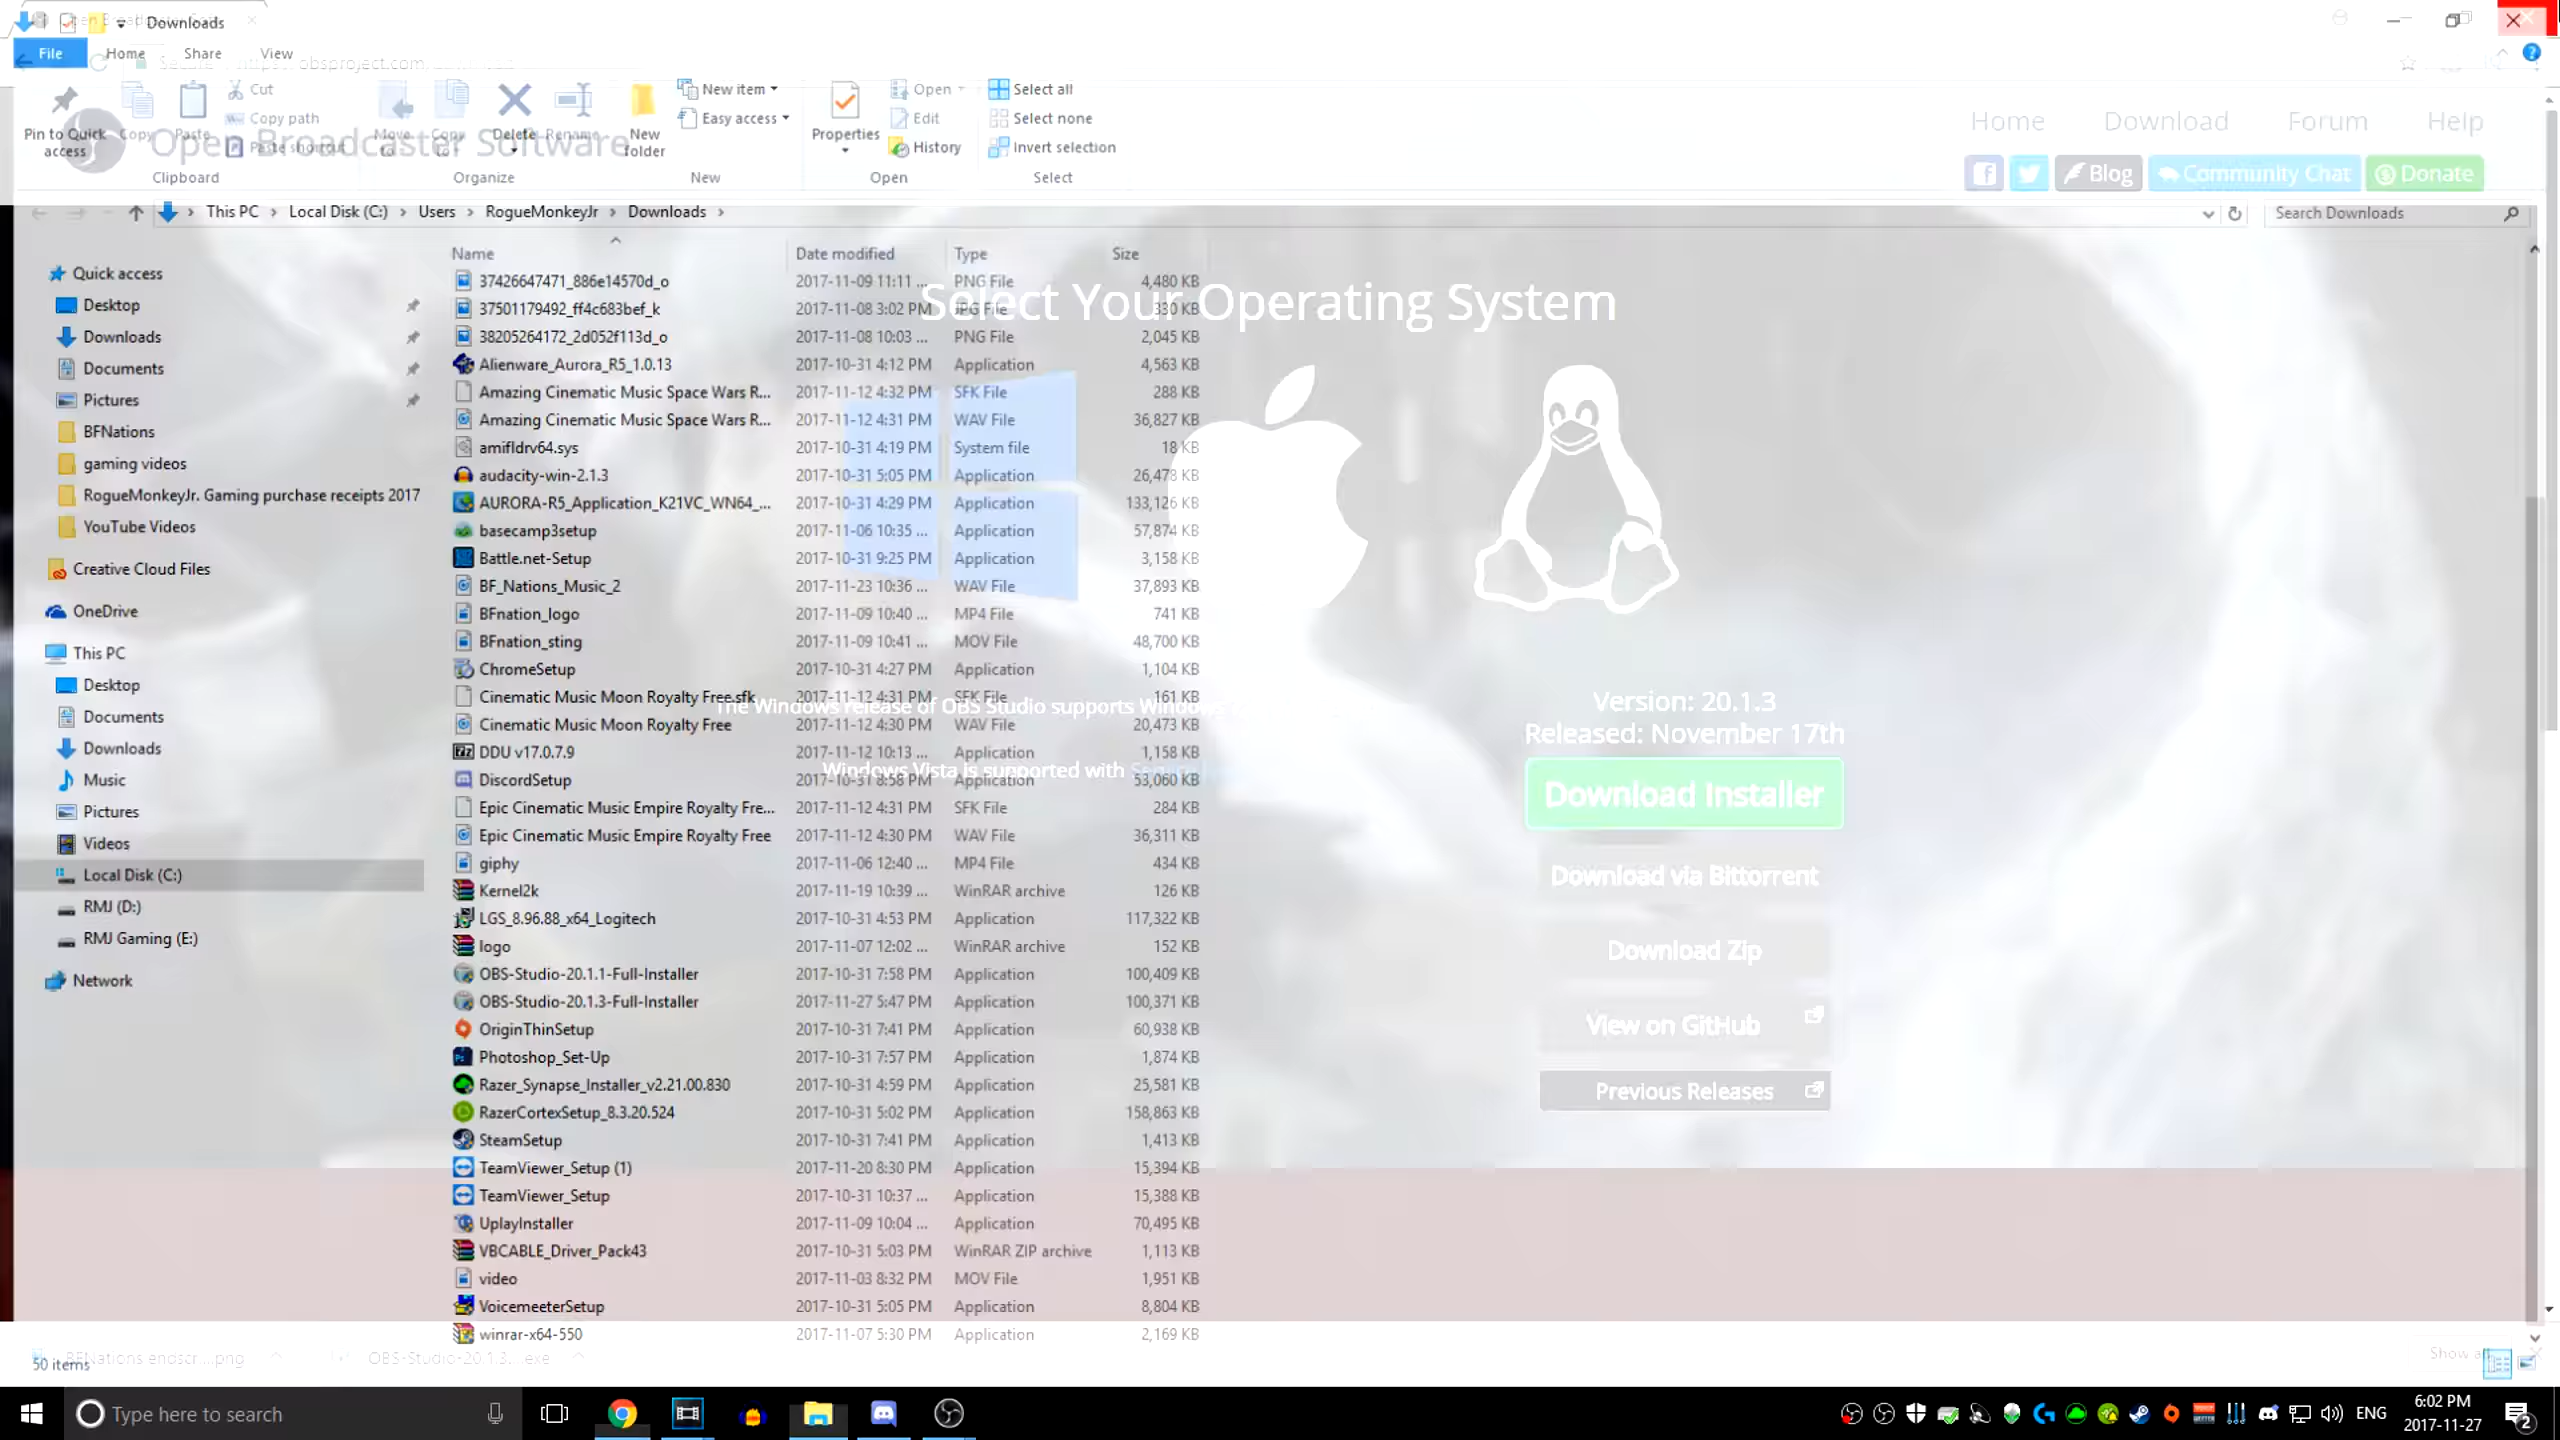 Downloads
File Home Share View
https://obsproject.com
Cut
Copy path
Paste shortcut
Pin to Quick access
Copy
Paste
Clipboard
Move to
Copy to
Delete
Rename
Organize
New folder
New item
Easy access
New
Properties
Open
Edit
History
Open
Select all
Select none
Invert selection
Select
Open Broadcaster Software
Home Download Forum Help
Blog Community Chat Donate
This PC Local Disk (C:) Users RogueMonkeyJr Downloads
Search Downloads
Quick access
Desktop
Downloads
Documents
Pictures
BFNations
gaming videos
RogueMonkeyJr. Gaming purchase receipts 2017
YouTube Videos
Creative Cloud Files
OneDrive
This PC
Desktop
Documents
Downloads
Music
Pictures
Videos
Local Disk (C:)
RMJ (D:)
RMJ Gaming (E:)
Network
Name Date modified Type Size
37426647471_886e14570d_o 2017-11-09 11:11 ... PNG File 4,480 KB
37501179492_ff4c683bef_k 2017-11-08 3:02 PM JPG File 330 KB
38205264172_2d052f113d_o 2017-11-08 10:03 ... PNG File 2,045 KB
Alienware_Aurora_R5_1.0.13 2017-10-31 4:12 PM Application 4,563 KB
Amazing Cinematic Music Space Wars R... 2017-11-12 4:32 PM SFK File 288 KB
Amazing Cinematic Music Space Wars R... 2017-11-12 4:31 PM WAV File 36,827 KB
amifldrv64.sys 2017-10-31 4:19 PM System file 18 KB
audacity-win-2.1.3 2017-10-31 5:05 PM Application 26,478 KB
AURORA-R5_Application_K21VC_WN64_... 2017-10-31 4:29 PM Application 133,126 KB
basecamp3setup 2017-11-06 10:35 ... Application 57,874 KB
Battle.net-Setup 2017-10-31 9:25 PM Application 3,158 KB
BF_Nations_Music_2 2017-11-23 10:36 ... WAV File 37,893 KB
BFnation_logo 2017-11-09 10:40 ... MP4 File 741 KB
BFnation_sting 2017-11-09 10:41 ... MOV File 48,700 KB
ChromeSetup 2017-10-31 4:27 PM Application 1,104 KB
Cinematic Music Moon Royalty Free.sfk 2017-11-12 4:31 PM SFK File 161 KB
Cinematic Music Moon Royalty Free 2017-11-12 4:30 PM WAV File 20,473 KB
DDU v17.0.7.9 2017-11-12 10:13 ... Application 1,158 KB
DiscordSetup 2017-10-31 8:58 PM Application 53,060 KB
Epic Cinematic Music Empire Royalty Fre... 2017-11-12 4:31 PM SFK File 284 KB
Epic Cinematic Music Empire Royalty Free 2017-11-12 4:30 PM WAV File 36,311 KB
giphy 2017-11-06 12:40 ... MP4 File 434 KB
Kernel2k 2017-11-19 10:39 ... WinRAR archive 126 KB
LGS_8.96.88_x64_Logitech 2017-10-31 4:53 PM Application 117,322 KB
logo 2017-11-07 12:02 ... WinRAR archive 152 KB
OBS-Studio-20.1.1-Full-Installer 2017-10-31 7:58 PM Application 100,409 KB
OBS-Studio-20.1.3-Full-Installer 2017-11-27 5:47 PM Application 100,371 KB
OriginThinSetup 2017-10-31 7:41 PM Application 60,938 KB
Photoshop_Set-Up 2017-10-31 7:57 PM Application 1,874 KB
Razer_Synapse_Installer_v2.21.00.830 2017-10-31 4:59 PM Application 25,581 KB
RazerCortexSetup_8.3.20.524 2017-10-31 5:02 PM Application 158,863 KB
SteamSetup 2017-10-31 7:41 PM Application 1,413 KB
TeamViewer_Setup (1) 2017-11-20 8:30 PM Application 15,394 KB
TeamViewer_Setup 2017-10-31 10:37 ... Application 15,388 KB
UplayInstaller 2017-11-09 10:04 ... Application 70,495 KB
VBCABLE_Driver_Pack43 2017-10-31 5:03 PM WinRAR ZIP archive 1,113 KB
video 2017-11-03 8:32 PM MOV File 1,951 KB
VoicemeeterSetup 2017-10-31 5:05 PM Application 8,804 KB
winrar-x64-550 2017-11-07 5:30 PM Application 2,169 KB
Select Your Operating System
The Windows release of OBS Studio supports Windows
Windows Vista is supported with
Version: 20.1.3
Released: November 17th
Download Installer
Download via Bittorrent
Download Zip
View on GitHub
Previous Releases
50 items
BFNations endscr....png
OBS-Studio-20.1.3....exe
Type here to search
ENG
6:02 PM
2017-11-27
2